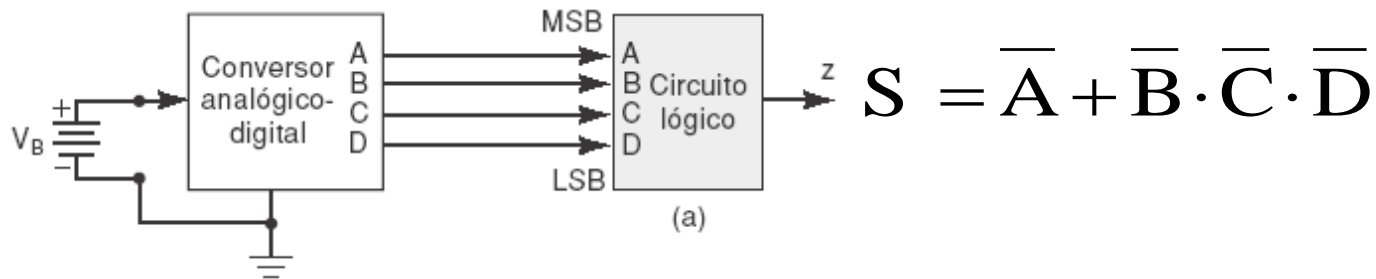 MSB
Conversor
analógico-
digital
A
B
C
D
A
B
C
D
Circuito
lógico
z
+
V_B
−
LSB
(a)
S = A̅ + B̅ · C̅ · D̅